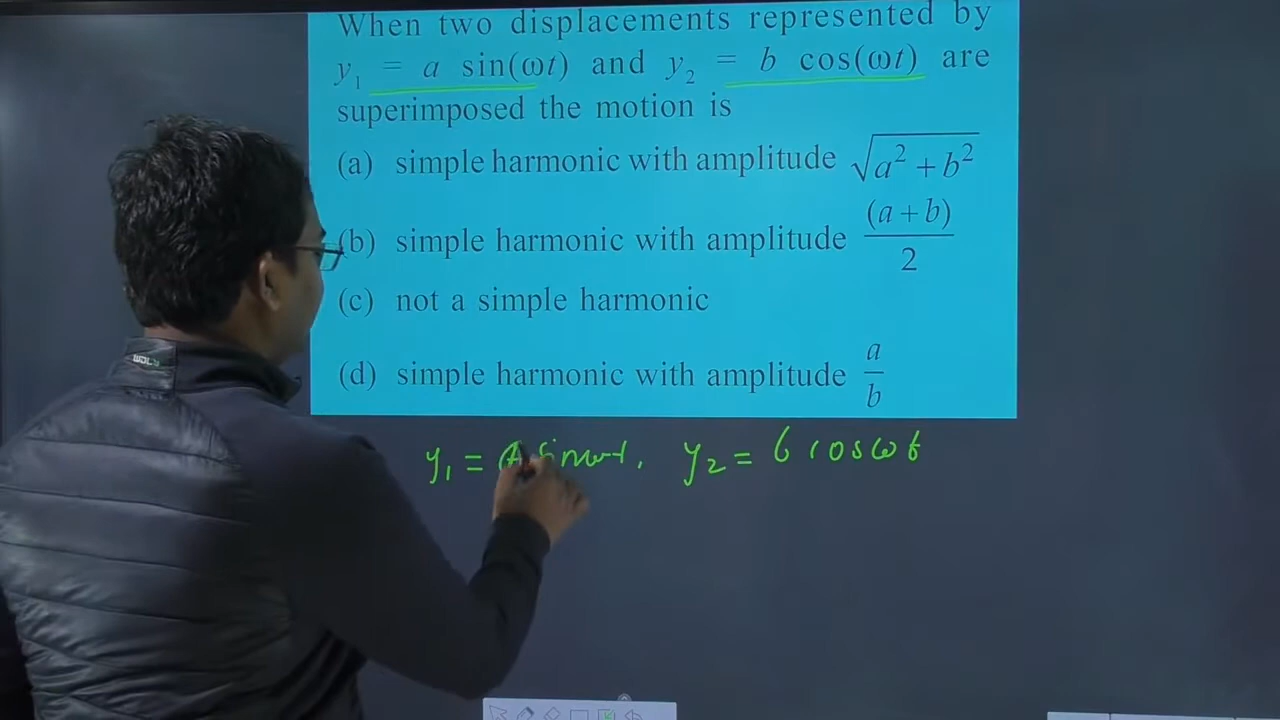 When two displacements represented by
y₁ = a sin(ωt) and y₂ = b cos(ωt) are
superimposed the motion is
(a) simple harmonic with amplitude √(a² + b²)
(b) simple harmonic with amplitude (a + b)/2
(c) not a simple harmonic
(d) simple harmonic with amplitude a/b
y₁ = a sinωt, y₂ = b cosωt
WOLY